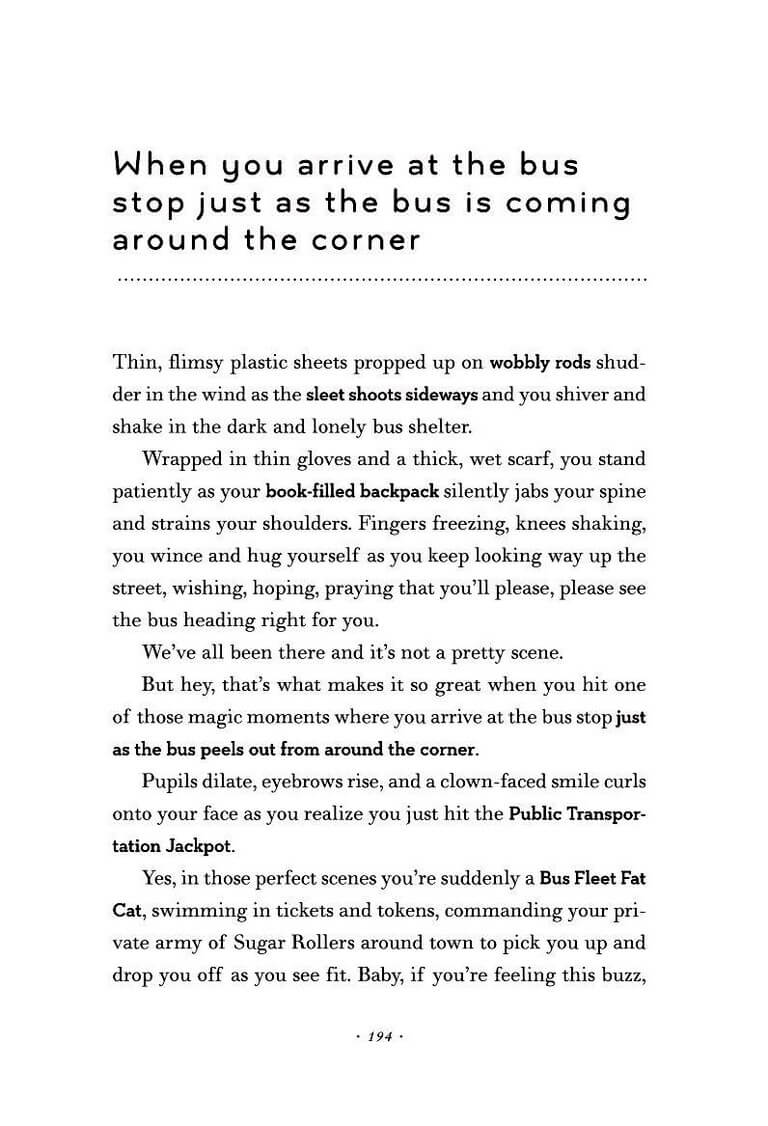 When you arrive at the bus
stop just as the bus is coming
around the corner
Thin, flimsy plastic sheets propped up on wobbly rods shud-
der in the wind as the sleet shoots sideways and you shiver and
shake in the dark and lonely bus shelter.
Wrapped in thin gloves and a thick, wet scarf, you stand
patiently as your book-filled backpack silently jabs your spine
and strains your shoulders. Fingers freezing, knees shaking,
you wince and hug yourself as you keep looking way up the
street, wishing, hoping, praying that you’ll please, please see
the bus heading right for you.
We’ve all been there and it’s not a pretty scene.
But hey, that’s what makes it so great when you hit one
of those magic moments where you arrive at the bus stop just
as the bus peels out from around the corner.
Pupils dilate, eyebrows rise, and a clown-faced smile curls
onto your face as you realize you just hit the Public Transpor-
tation Jackpot.
Yes, in those perfect scenes you’re suddenly a Bus Fleet Fat
Cat, swimming in tickets and tokens, commanding your pri-
vate army of Sugar Rollers around town to pick you up and
drop you off as you see fit. Baby, if you’re feeling this buzz,
· 194 ·